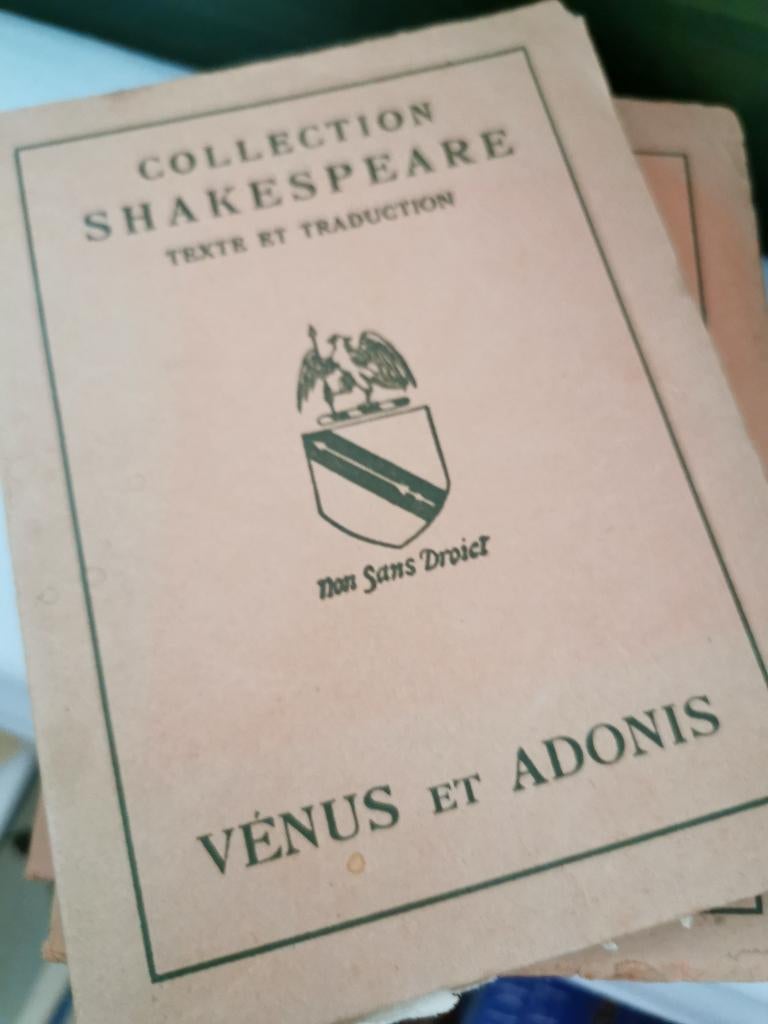 COLLECTION
SHAKESPEARE
TEXTE ET TRADUCTION
Non Sans Droict
VÉNUS ET ADONIS